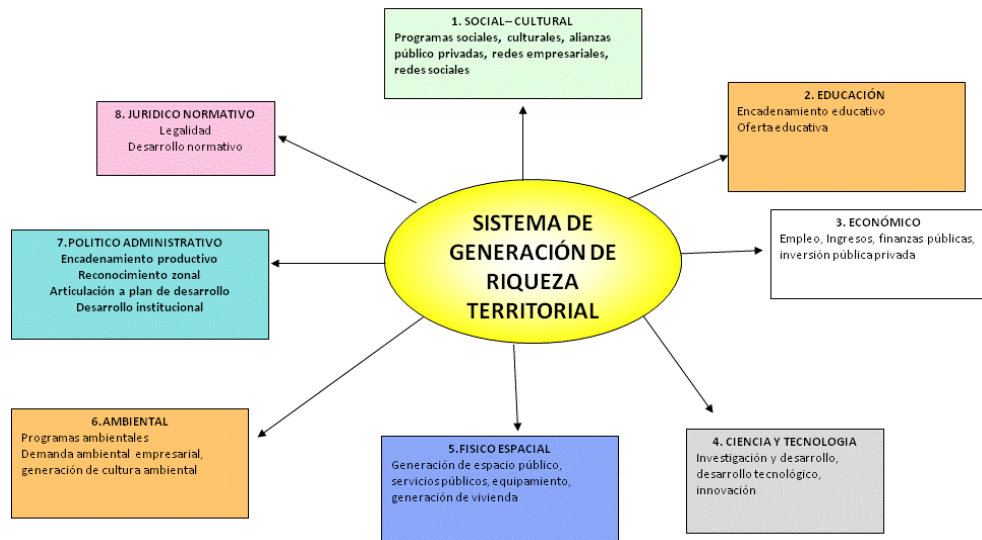 1. SOCIAL– CULTURAL
Programas sociales, culturales, alianzas
público privadas, redes empresariales,
redes sociales
2. EDUCACIÓN
Encadenamiento educativo
Oferta educativa
3. ECONÓMICO
Empleo, Ingresos, finanzas públicas,
inversión pública privada
4. CIENCIA Y TECNOLOGIA
Investigación y desarrollo,
desarrollo tecnológico,
innovación
5.FISICO ESPACIAL
Generación de espacio público,
servicios públicos, equipamiento,
generación de vivienda
6.AMBIENTAL
Programas ambientales
Demanda ambiental empresarial,
generación de cultura ambiental
7.POLITICO ADMINISTRATIVO
Encadenamiento productivo
Reconocimiento zonal
Articulación a plan de desarrollo
Desarrollo institucional
8. JURIDICO NORMATIVO
Legalidad
Desarrollo normativo
SISTEMA DE
GENERACIÓN DE
RIQUEZA
TERRITORIAL